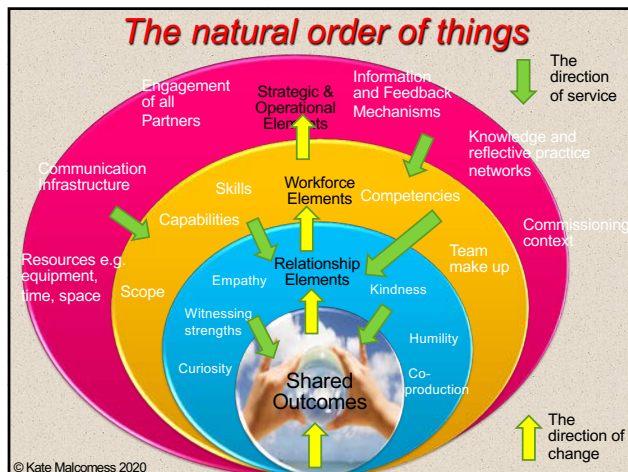 The natural order of things
The
direction
of service
Engagement
of all
Partners
Strategic &
Operational
Elements
Information
and Feedback
Mechanisms
Knowledge and
reflective practice
networks
Communication
Infrastructure
Commissioning
context
Resources e.g.
equipment,
time, space
Skills
Workforce
Elements
Competencies
Capabilities
Team
make up
Scope
Relationship
Elements
Empathy
Kindness
Witnessing
strengths
Humility
Curiosity
Co-
production
Shared
Outcomes
The
direction of
change
© Kate Malcomess 2020